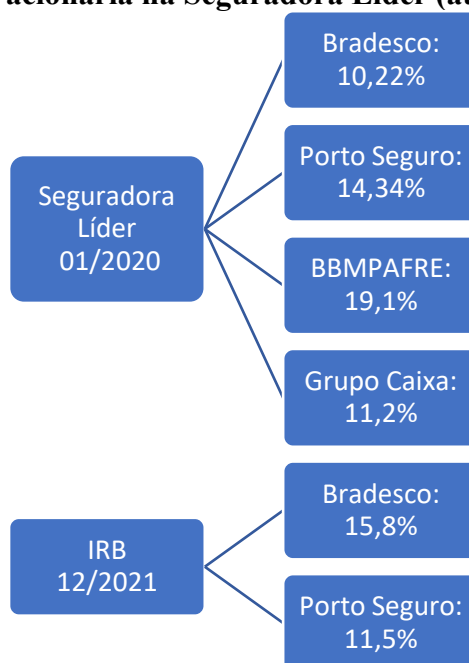 acionária na Seguradora Líder
Bradesco:
10,22%
Porto Seguro:
14,34%
Seguradora
Líder
01/2020
BBMPAFRE:
19,1%
Grupo Caixa:
11,2%
Bradesco:
15,8%
IRB
12/2021
Porto Seguro:
11,5%